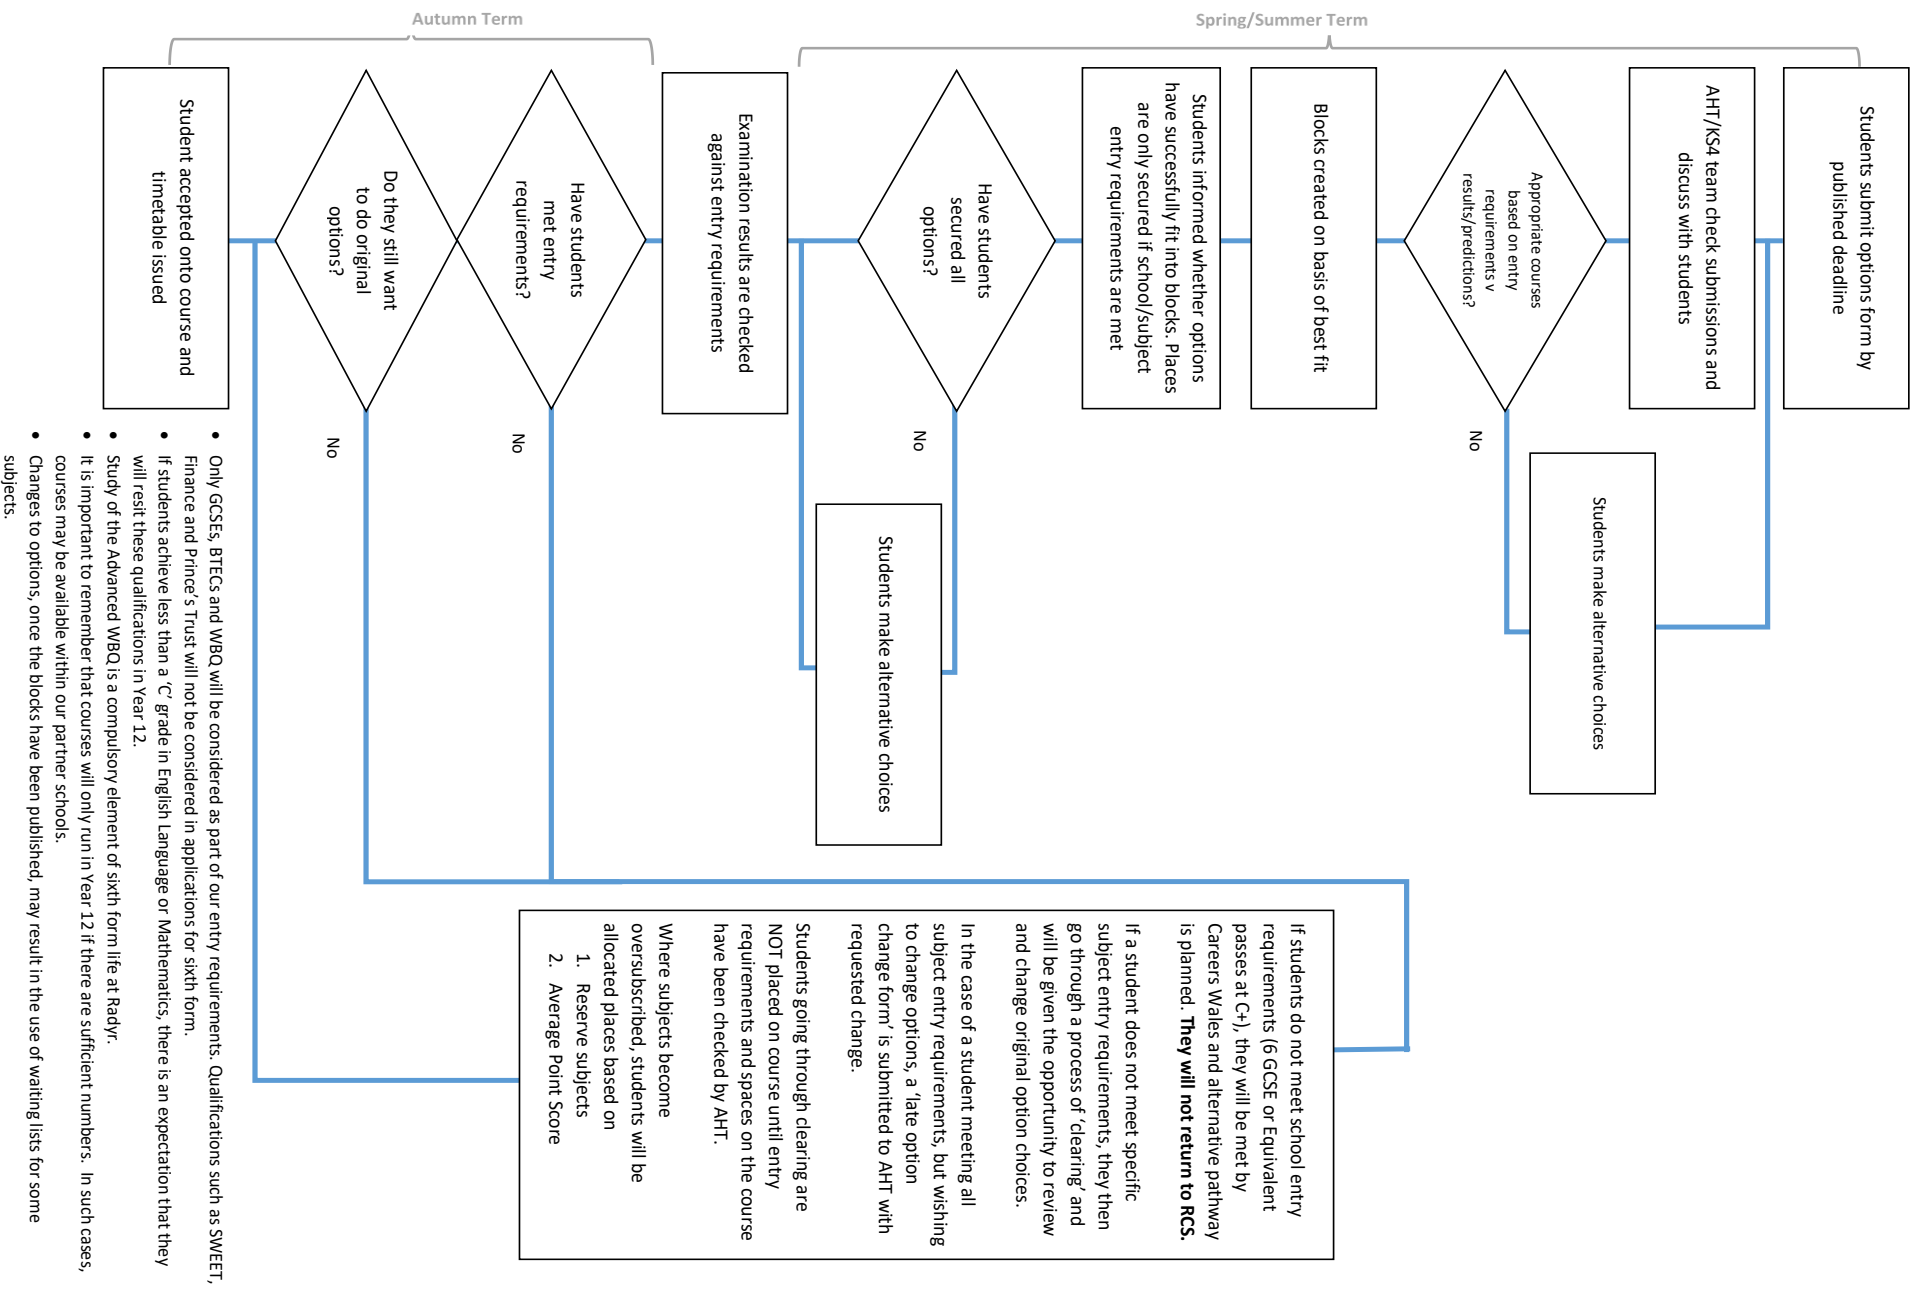 Spring/Summer Term
Autumn Term
Students submit options form by
published deadline
AHT/KS4 team check submissions and
discuss with students
Students make alternative choices
Appropriate courses
based on entry
requirements v
results/predictions?
No
Blocks created on basis of best fit
Students informed whether options
have successfully fit into blocks. Places
are only secured if school/subject
entry requirements are met
Have students
secured all
options?
No
Students make alternative choices
Examination results are checked
against entry requirements
Have students
met entry
requirements?
No
Do they still want
to do original
options?
No
Student accepted onto course and
timetable issued
If students do not meet school entry
requirements (6 GCSE or Equivalent
passes at C+), they will be met by
Careers Wales and alternative pathway
is planned. They will not return to RCS.
If a student does not meet specific
subject entry requirements, they then
go through a process of ‘clearing’ and
will be given the opportunity to review
and change original option choices.
In the case of a student meeting all
subject entry requirements, but wishing
to change options, a ‘late option
change form’ is submitted to AHT with
requested change.
Students going through clearing are
NOT placed on course until entry
requirements and spaces on the course
have been checked by AHT.
Where subjects become
oversubscribed, students will be
allocated places based on
1. Reserve subjects
2. Average Point Score
• Only GCSEs, BTECs and WBQ will be considered as part of our entry requirements. Qualifications such as SWEET,
Finance and Prince’s Trust will not be considered in applications for sixth form.
• If students achieve less than a ‘C’ grade in English Language or Mathematics, there is an expectation that they
will resit these qualifications in Year 12.
• Study of the Advanced WBQ is a compulsory element of sixth form life at Radyr.
• It is important to remember that courses will only run in Year 12 if there are sufficient numbers. In such cases,
courses may be available within our partner schools.
• Changes to options, once the blocks have been published, may result in the use of waiting lists for some
subjects.